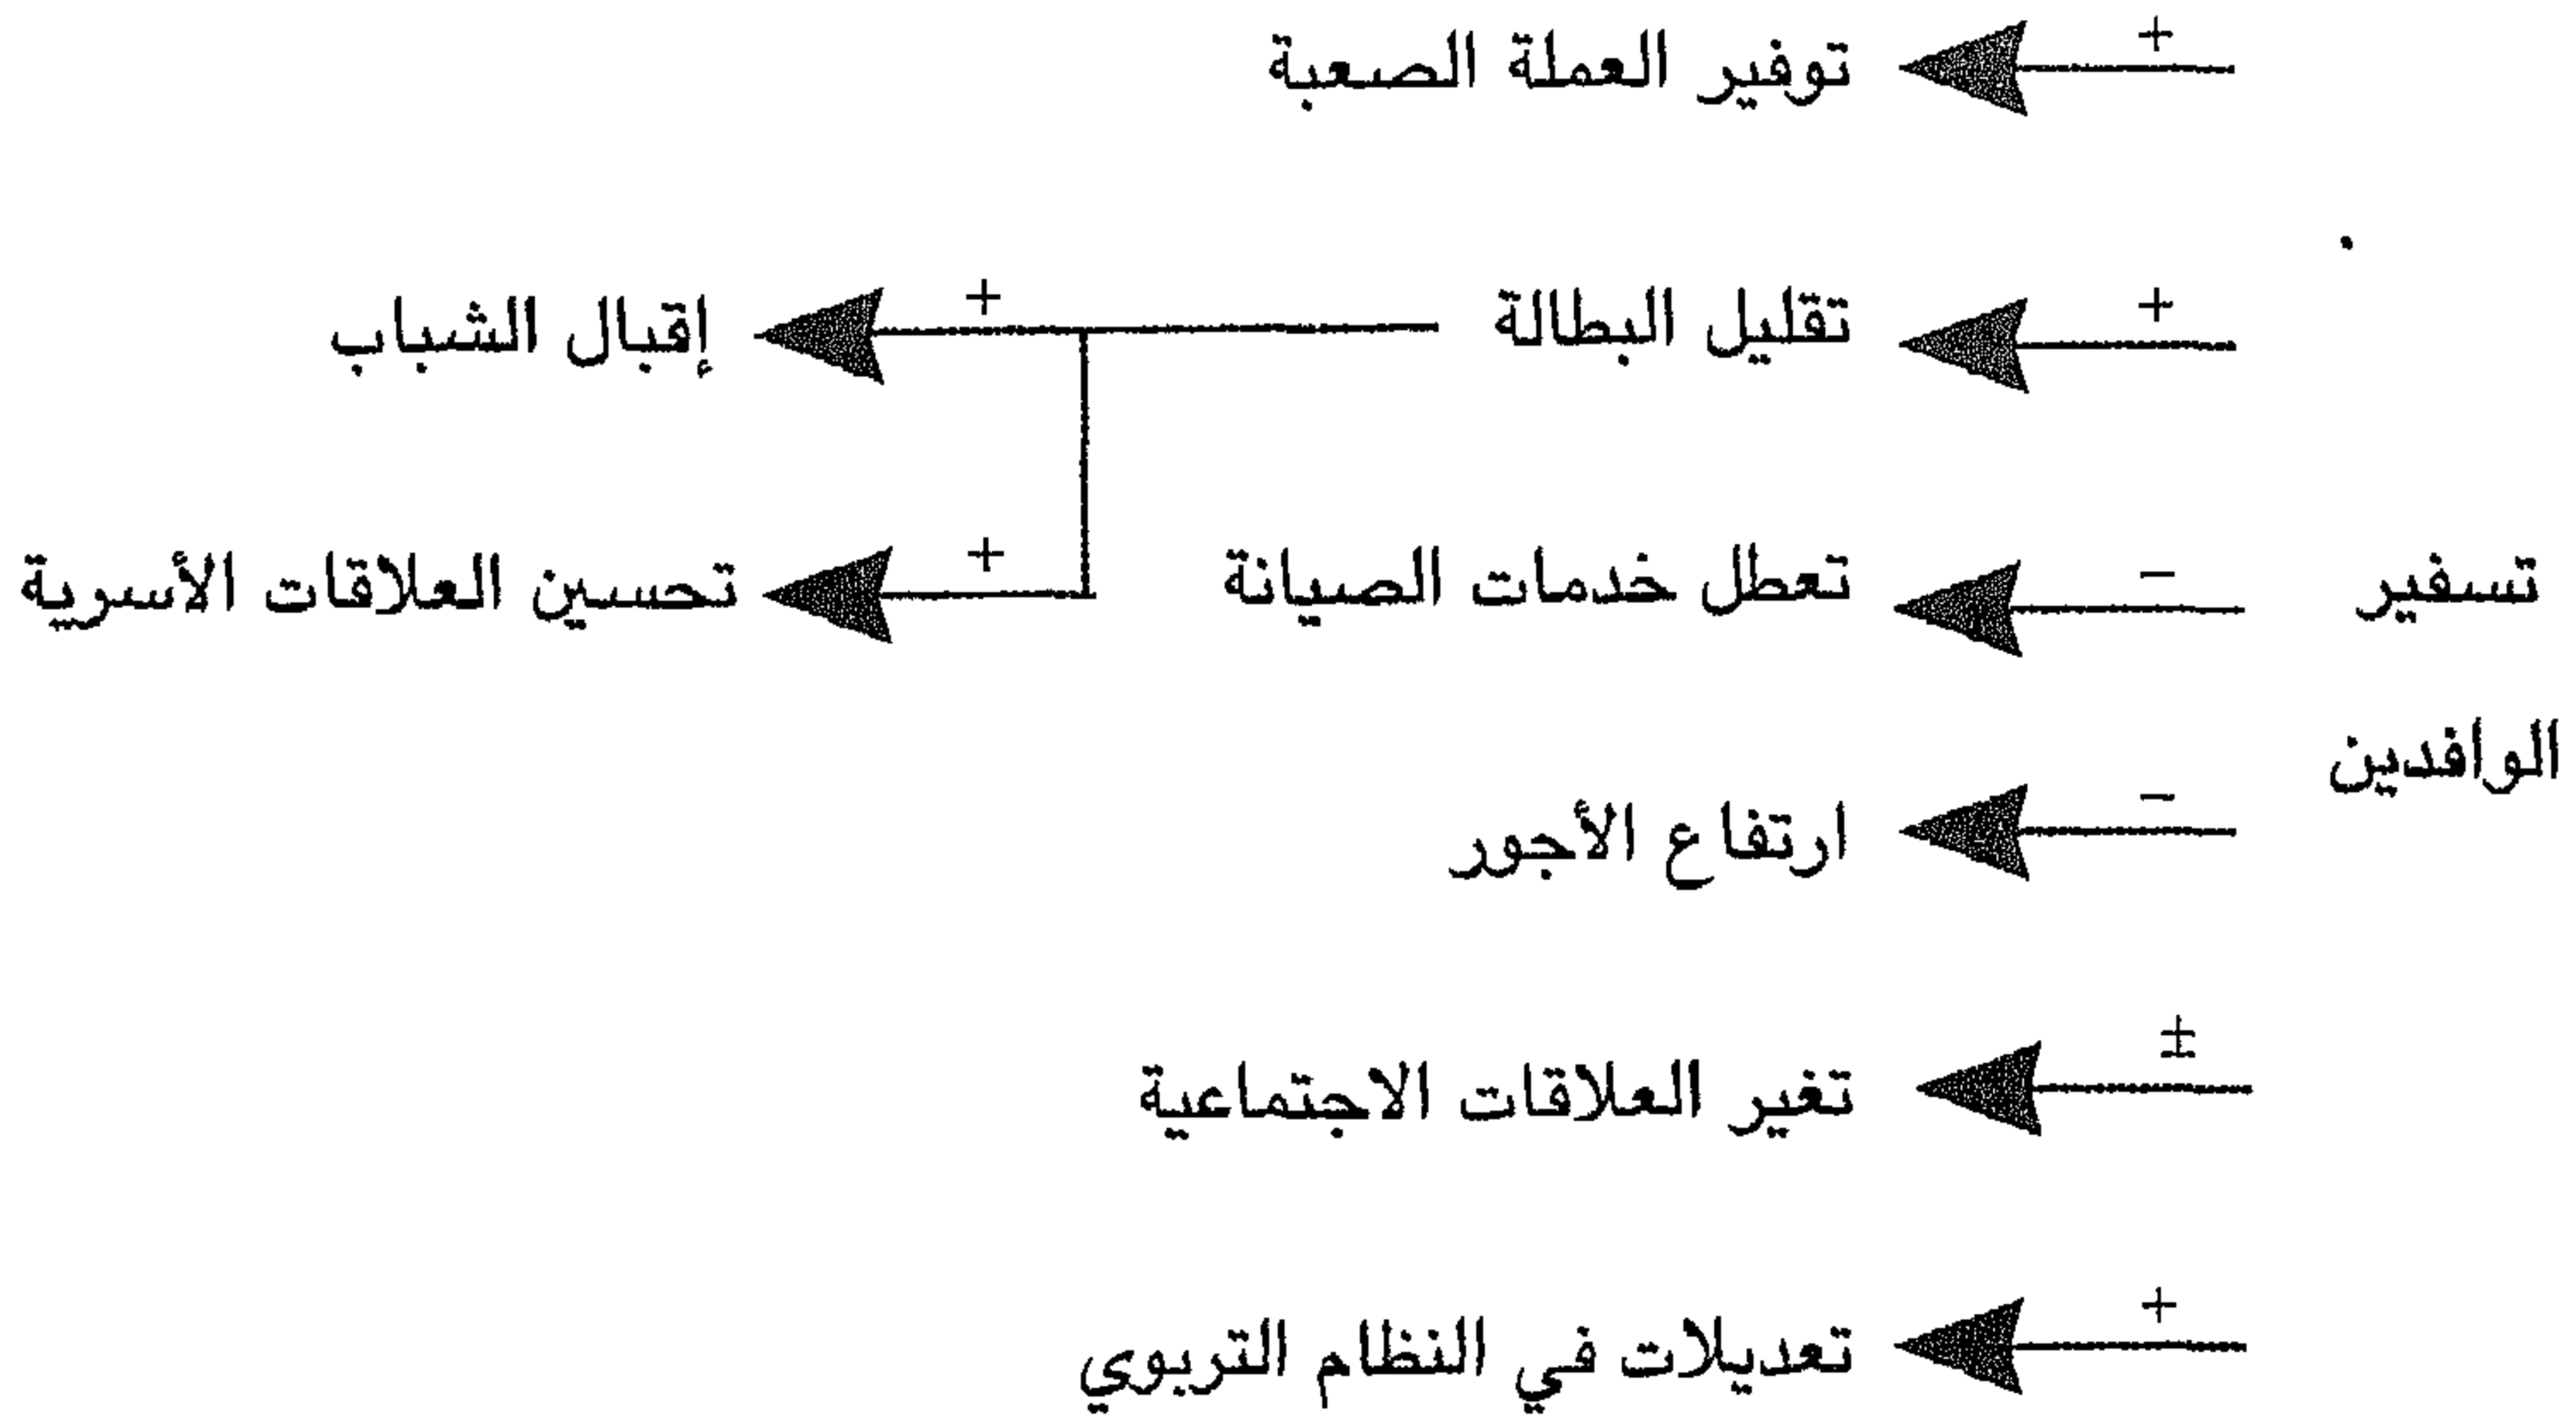 +
توفير العملة الصعبة
+
تقليل البطالة
+
إقبال الشباب
تسفير
−
تعطل خدمات الصيانة
+
تحسين العلاقات الأسرية
الوافدين
−
ارتفاع الأجور
±
تغير العلاقات الاجتماعية
+
تعديلات في النظام التربوي